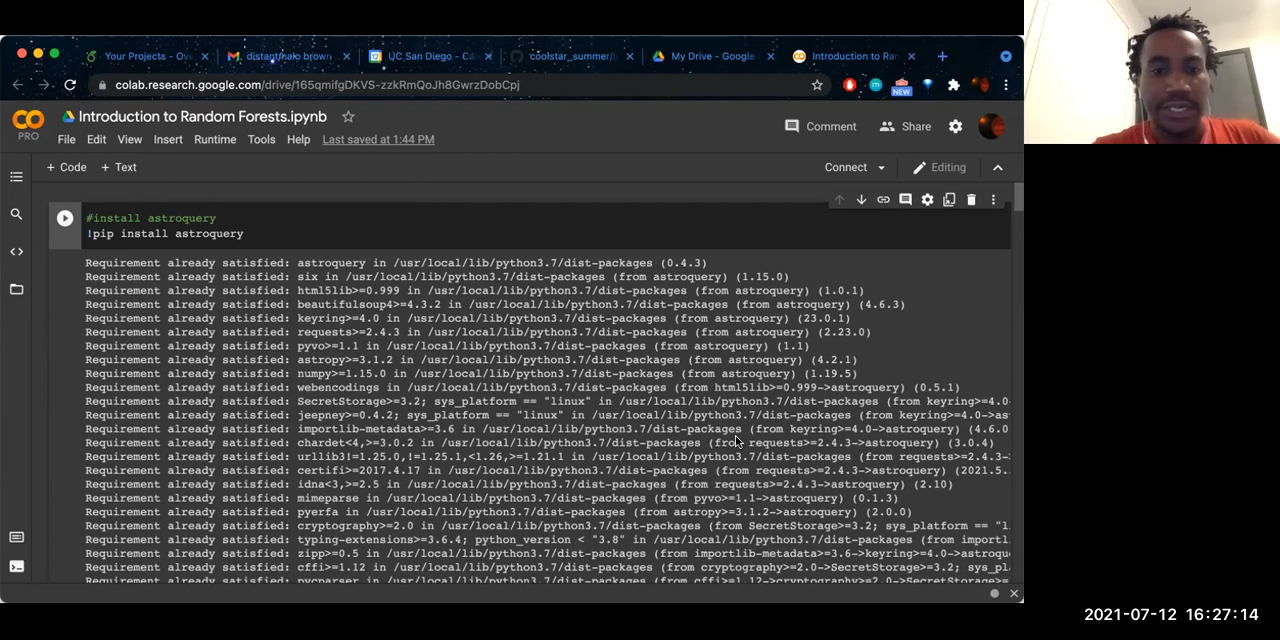 Your Projects - Ove
distantnalo brown
UC San Diego - Ca
coolstar_summer/i
My Drive - Google
Introduction to Ran
colab.research.google.com/drive/165qmifgDKVS-zzkRmQoJh8GwrzDobCpj
NEW
Introduction to Random Forests.ipynb
PRO
File Edit View Insert Runtime Tools Help Last saved at 1:44 PM
Comment Share
+ Code + Text
Connect Editing
#install astroquery
!pip install astroquery
Requirement already satisfied: astroquery in /usr/local/lib/python3.7/dist-packages (0.4.3)
Requirement already satisfied: six in /usr/local/lib/python3.7/dist-packages (from astroquery) (1.15.0)
Requirement already satisfied: html5lib>=0.999 in /usr/local/lib/python3.7/dist-packages (from astroquery) (1.0.1)
Requirement already satisfied: beautifulsoup4>=4.3.2 in /usr/local/lib/python3.7/dist-packages (from astroquery) (4.6.3)
Requirement already satisfied: keyring>=4.0 in /usr/local/lib/python3.7/dist-packages (from astroquery) (23.0.1)
Requirement already satisfied: requests>=2.4.3 in /usr/local/lib/python3.7/dist-packages (from astroquery) (2.23.0)
Requirement already satisfied: pyvo>=1.1 in /usr/local/lib/python3.7/dist-packages (from astroquery) (1.1)
Requirement already satisfied: astropy>=3.1.2 in /usr/local/lib/python3.7/dist-packages (from astroquery) (4.2.1)
Requirement already satisfied: numpy>=1.15.0 in /usr/local/lib/python3.7/dist-packages (from astroquery) (1.19.5)
Requirement already satisfied: webencodings in /usr/local/lib/python3.7/dist-packages (from html5lib>=0.999->astroquery) (0.5.1)
Requirement already satisfied: SecretStorage>=3.2; sys_platform == "linux" in /usr/local/lib/python3.7/dist-packages (from keyring>=4.0-
Requirement already satisfied: jeepney>=0.4.2; sys_platform == "linux" in /usr/local/lib/python3.7/dist-packages (from keyring>=4.0->as
Requirement already satisfied: importlib-metadata>=3.6 in /usr/local/lib/python3.7/dist-packages (from keyring>=4.0->astroquery) (4.6.0
Requirement already satisfied: chardet<4,>=3.0.2 in /usr/local/lib/python3.7/dist-packages (from requests>=2.4.3->astroquery) (3.0.4)
Requirement already satisfied: urllib3!=1.25.0,!=1.25.1,<1.26,>=1.21.1 in /usr/local/lib/python3.7/dist-packages (from requests>=2.4.3-
Requirement already satisfied: certifi>=2017.4.17 in /usr/local/lib/python3.7/dist-packages (from requests>=2.4.3->astroquery) (2021.5.
Requirement already satisfied: idna<3,>=2.5 in /usr/local/lib/python3.7/dist-packages (from requests>=2.4.3->astroquery) (2.10)
Requirement already satisfied: mimeparse in /usr/local/lib/python3.7/dist-packages (from pyvo>=1.1->astroquery) (0.1.3)
Requirement already satisfied: pyerfa in /usr/local/lib/python3.7/dist-packages (from astropy>=3.1.2->astroquery) (2.0.0)
Requirement already satisfied: cryptography>=2.0 in /usr/local/lib/python3.7/dist-packages (from SecretStorage>=3.2; sys_platform == "l
Requirement already satisfied: typing-extensions>=3.6.4; python_version < "3.8" in /usr/local/lib/python3.7/dist-packages (from importl
Requirement already satisfied: zipp>=0.5 in /usr/local/lib/python3.7/dist-packages (from importlib-metadata>=3.6->keyring>=4.0->astroqu
Requirement already satisfied: cffi>=1.12 in /usr/local/lib/python3.7/dist-packages (from cryptography>=2.0->SecretStorage>=3.2; sys_pl
Requirement already satisfied: pycparser in /usr/local/lib/python3.7/dist-packages (from cffi>=1.12->cryptography>=2.0->SecretStorage>=
2021-07-12 16:27:14